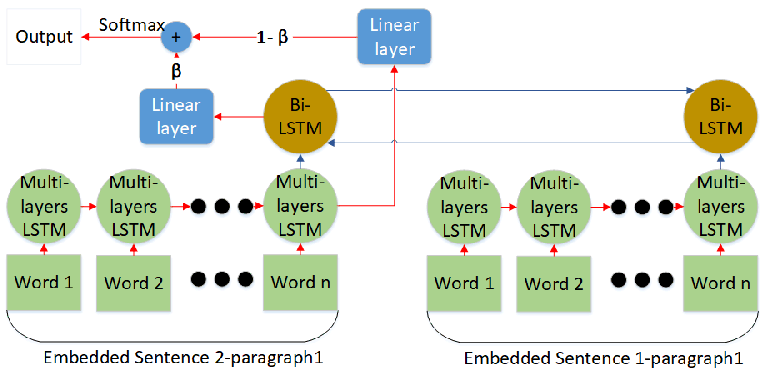 Output
Softmax
+
1- β
Linear
layer
β
Linear
layer
Bi-
LSTM
Bi-
LSTM
Multi-
layers
LSTM
Multi-
layers
LSTM
Multi-
layers
LSTM
Multi-
layers
LSTM
Multi-
layers
LSTM
Multi-
layers
LSTM
Word 1
Word 2
Word n
Word 1
Word 2
Word n
Embedded Sentence 2-paragraph1
Embedded Sentence 1-paragraph1